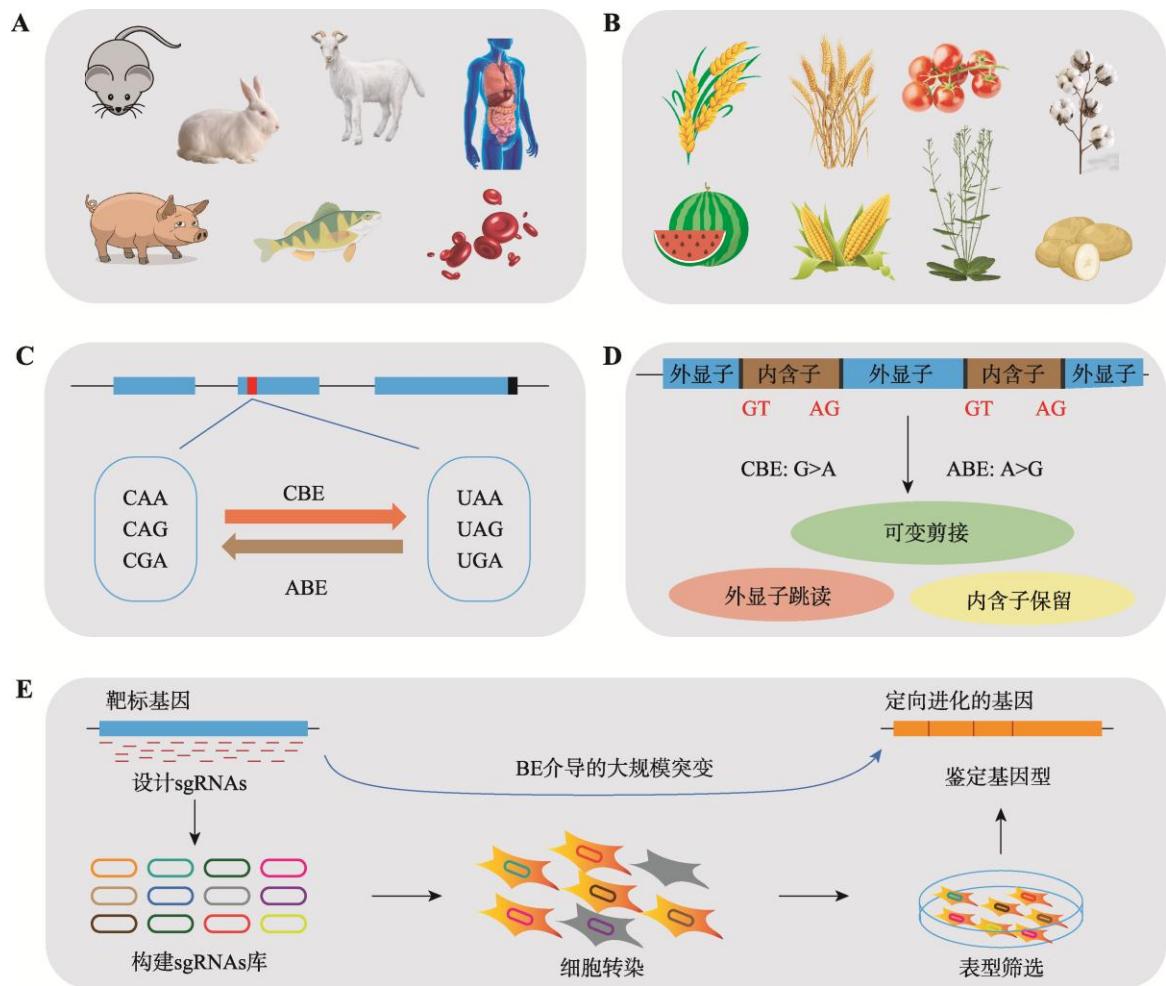 A
B
C
CAA
CAG
CGA
CBE
ABE
UAA
UAG
UGA
D
外显子 内含子 外显子 内含子 外显子
GT AG GT AG
CBE: G>A ABE: A>G
可变剪接
外显子跳读 内含子保留
E
靶标基因
设计sgRNAs
构建sgRNAs库
BE介导的大规模突变
细胞转染
定向进化的基因
鉴定基因型
表型筛选